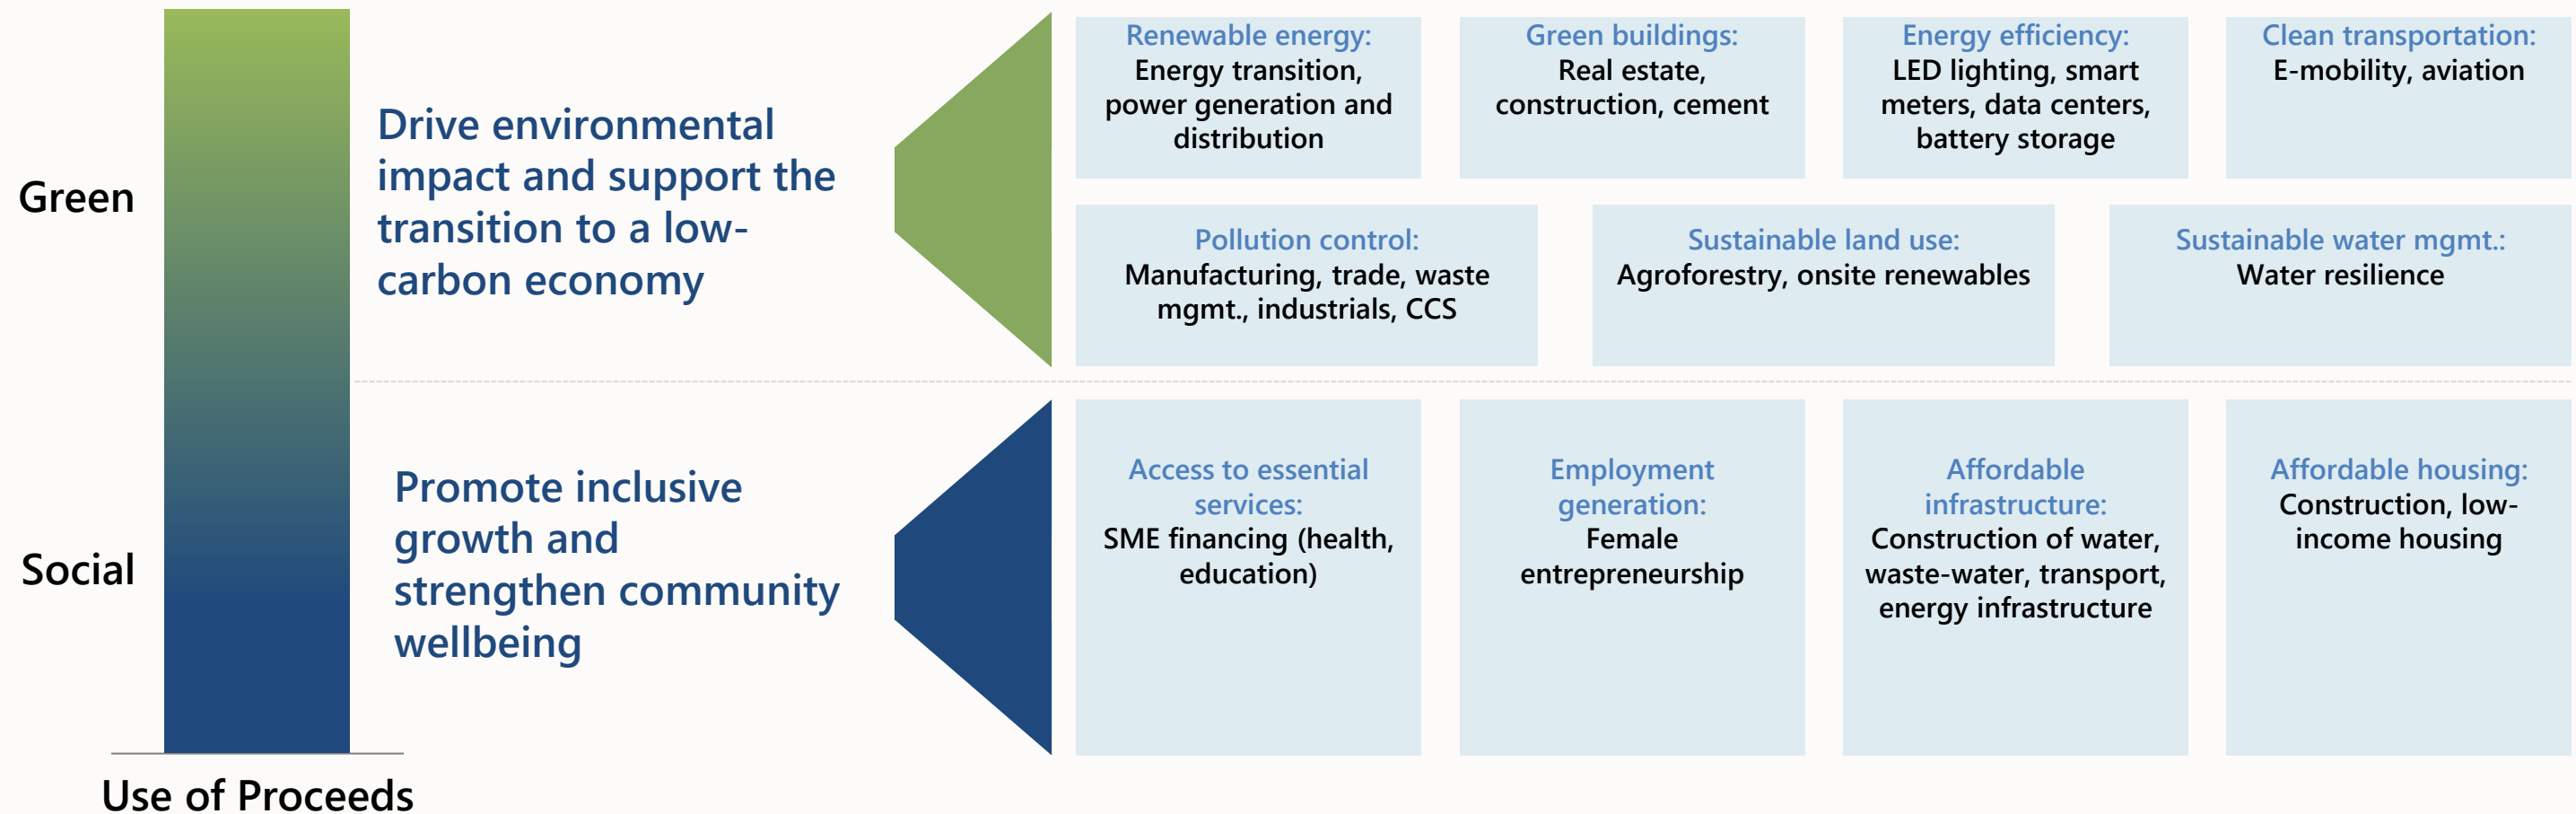 Green
Drive environmental
impact and support the
transition to a low-
carbon economy
Renewable energy:
Energy transition,
power generation and
distribution
Green buildings:
Real estate,
construction, cement
Energy efficiency:
LED lighting, smart
meters, data centers,
battery storage
Clean transportation:
E-mobility, aviation
Pollution control:
Manufacturing, trade, waste
mgmt., industrials, CCS
Sustainable land use:
Agroforestry, onsite renewables
Sustainable water mgmt.:
Water resilience
Social
Promote inclusive
growth and
strengthen community
wellbeing
Access to essential
services:
SME financing (health,
education)
Employment
generation:
Female
entrepreneurship
Affordable
infrastructure:
Construction of water,
waste-water, transport,
energy infrastructure
Affordable housing:
Construction, low-
income housing
Use of Proceeds